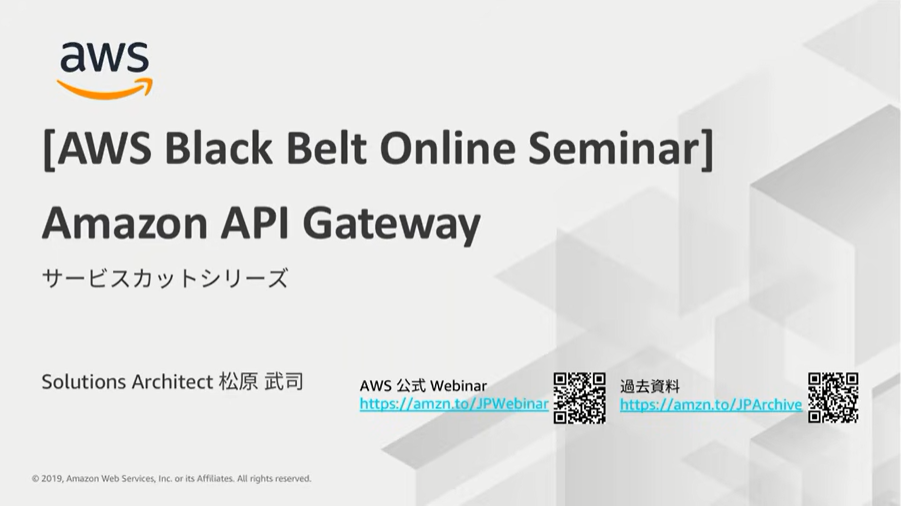 aws
[AWS Black Belt Online Seminar]
Amazon API Gateway
サービスカットシリーズ
Solutions Architect 松原 武司
AWS 公式 Webinar
https://amzn.to/JPWebinar
過去資料
https://amzn.to/JPArchive
© 2019, Amazon Web Services, Inc. or its Affiliates. All rights reserved.